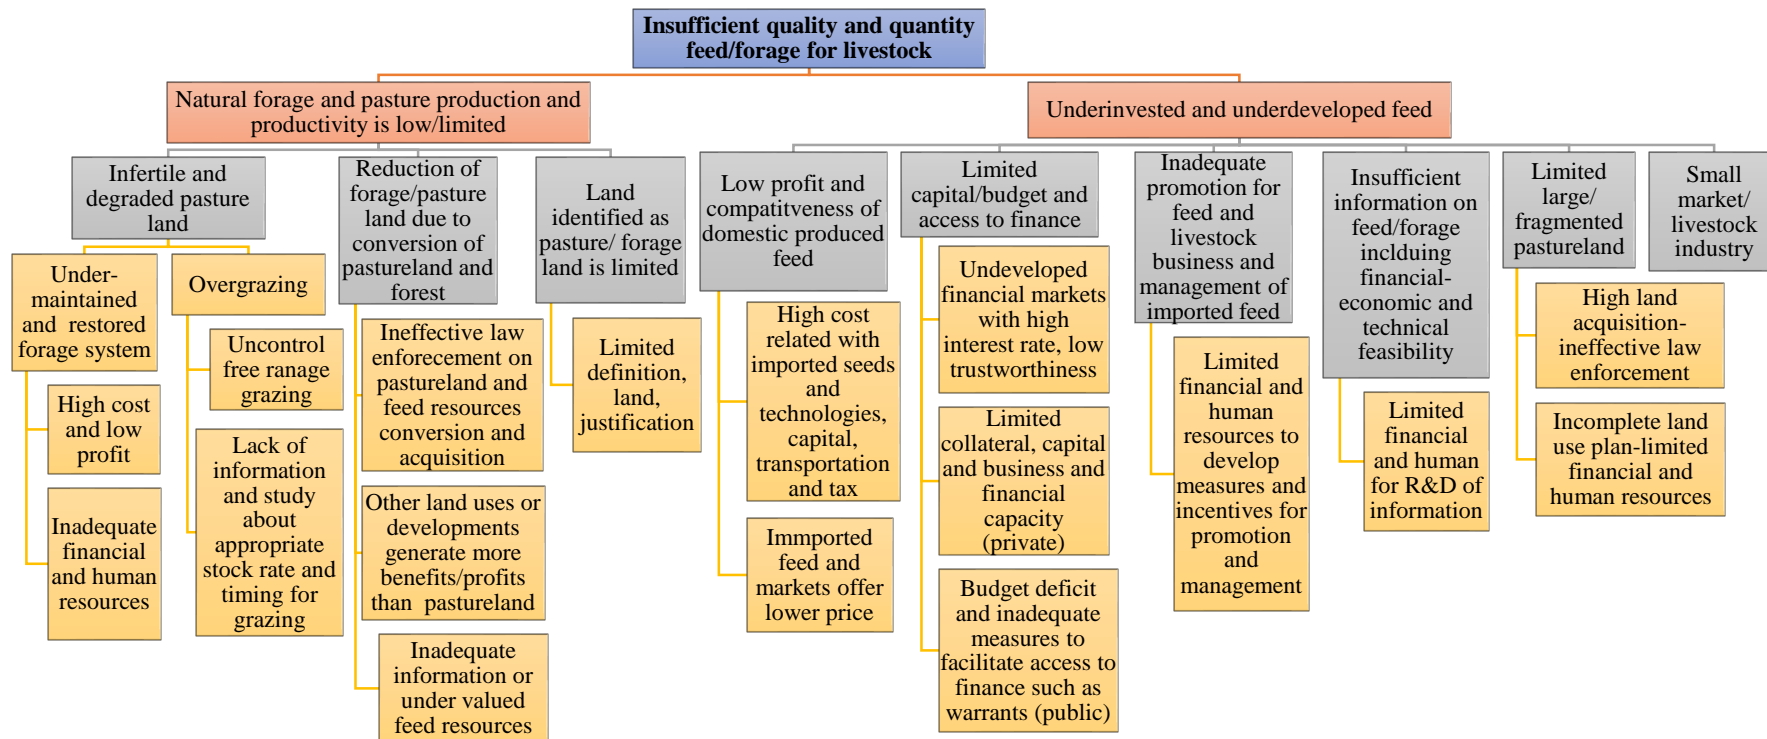 Insufficient quality and quantity
feed/forage for livestock
Natural forage and pasture production and
productivity is low/limited
Underinvested and underdeveloped feed
Infertile and
degraded pasture
land
Reduction of
forage/pasture
land due to
conversion of
pastureland and
forest
Land
identified as
pasture/ forage
land is limited
Low profit and
compatitveness of
domestic produced
feed
Limited
capital/budget and
access to finance
Inadequate
promotion for
feed and
livestock
business and
management of
imported feed
Insufficient
information on
feed/forage
inclduing
financial-
economic and
technical
feasibility
Limited
large/
fragmented
pastureland
Small
market/
livestock
industry
Under-
maintained
and restored
forage system
High cost
and low
profit
Inadequate
financial
and human
resources
Overgrazing
Uncontrol
free ranage
grazing
Lack of
information
and study
about
appropriate
stock rate and
timing for
grazing
Ineffective law
enforecement on
pastureland and
feed resources
conversion and
acquisition
Other land uses or
developments
generate more
benefits/profits
than pastureland
Inadequate
information or
under valued
feed resources
Limited
definition,
land,
justification
High cost
related with
imported seeds
and
technologies,
capital,
transportation
and tax
Immported
feed and
markets offer
lower price
Undeveloped
financial markets
with high
interest rate, low
trustworthiness
Limited
collateral, capital
and business and
financial
capacity
(private)
Budget deficit
and inadequate
measures to
facilitate access to
finance such as
warrants (public)
Limited
financial and
human
resources to
develop
measures and
incentives for
promotion
and
management
Limited
financial
and human
for R&D of
information
High land
acquisition-
ineffective law
enforcement
Incomplete land
use plan-limited
financial and
human resources